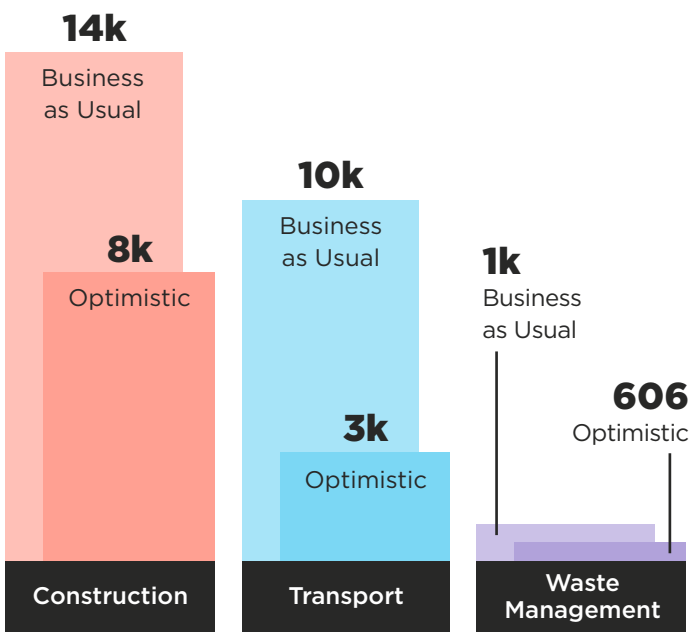 14k
Business
as Usual
8k
Optimistic
Construction
10k
Business
as Usual
3k
Optimistic
Transport
1k
Business
as Usual
606
Optimistic
Waste
Management